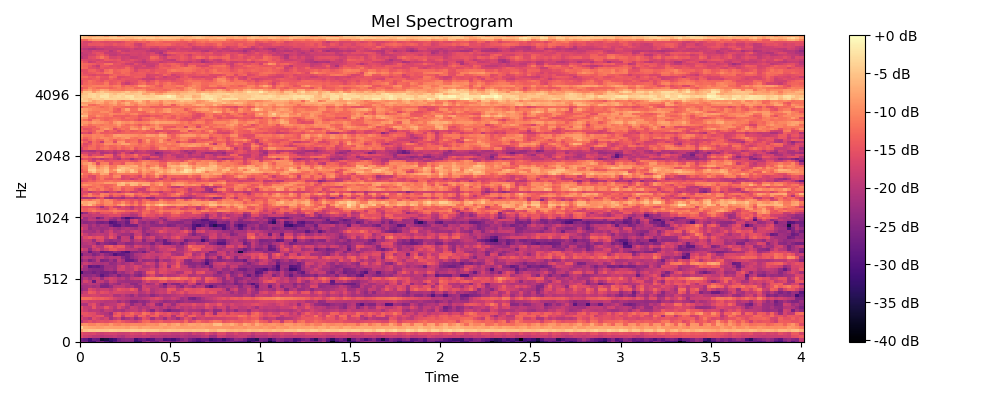 Mel Spectrogram
Hz
4096
2048
1024
512
0
0 0.5 1 1.5 2 2.5 3 3.5 4
Time
+0 dB
-5 dB
-10 dB
-15 dB
-20 dB
-25 dB
-30 dB
-35 dB
-40 dB